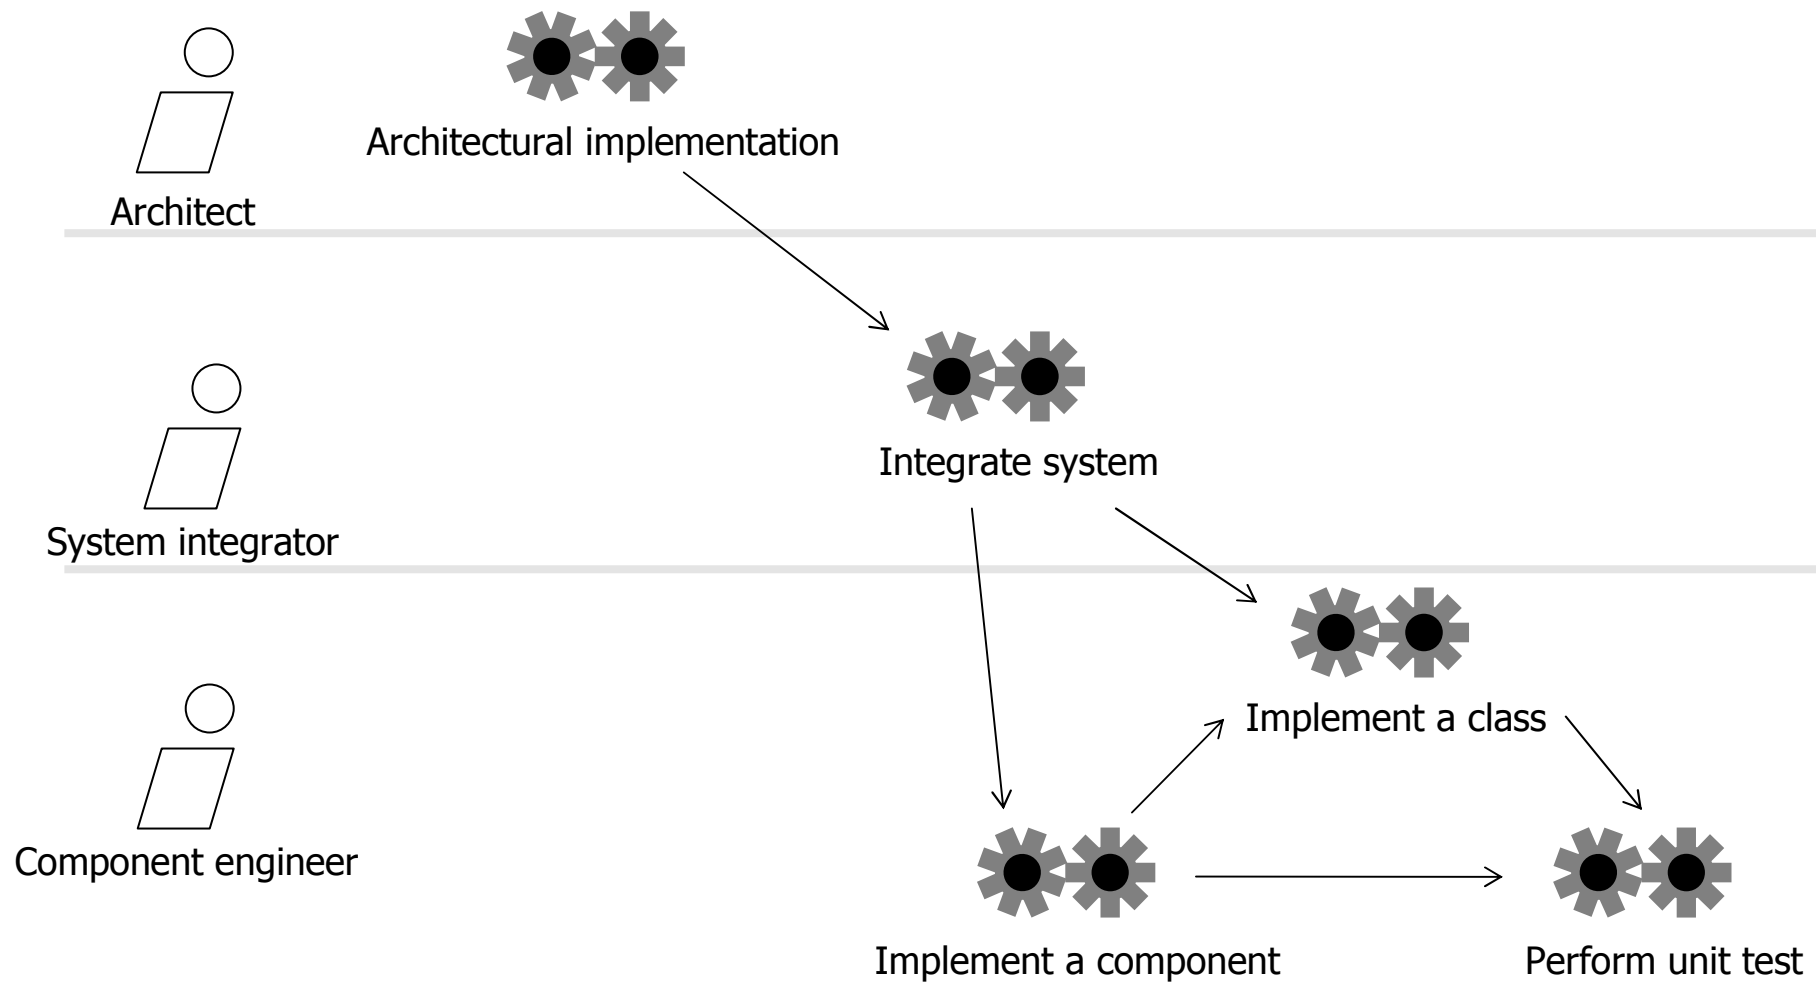 Architectural implementation
Architect
Integrate system
System integrator
Implement a class
Component engineer
Implement a component
Perform unit test